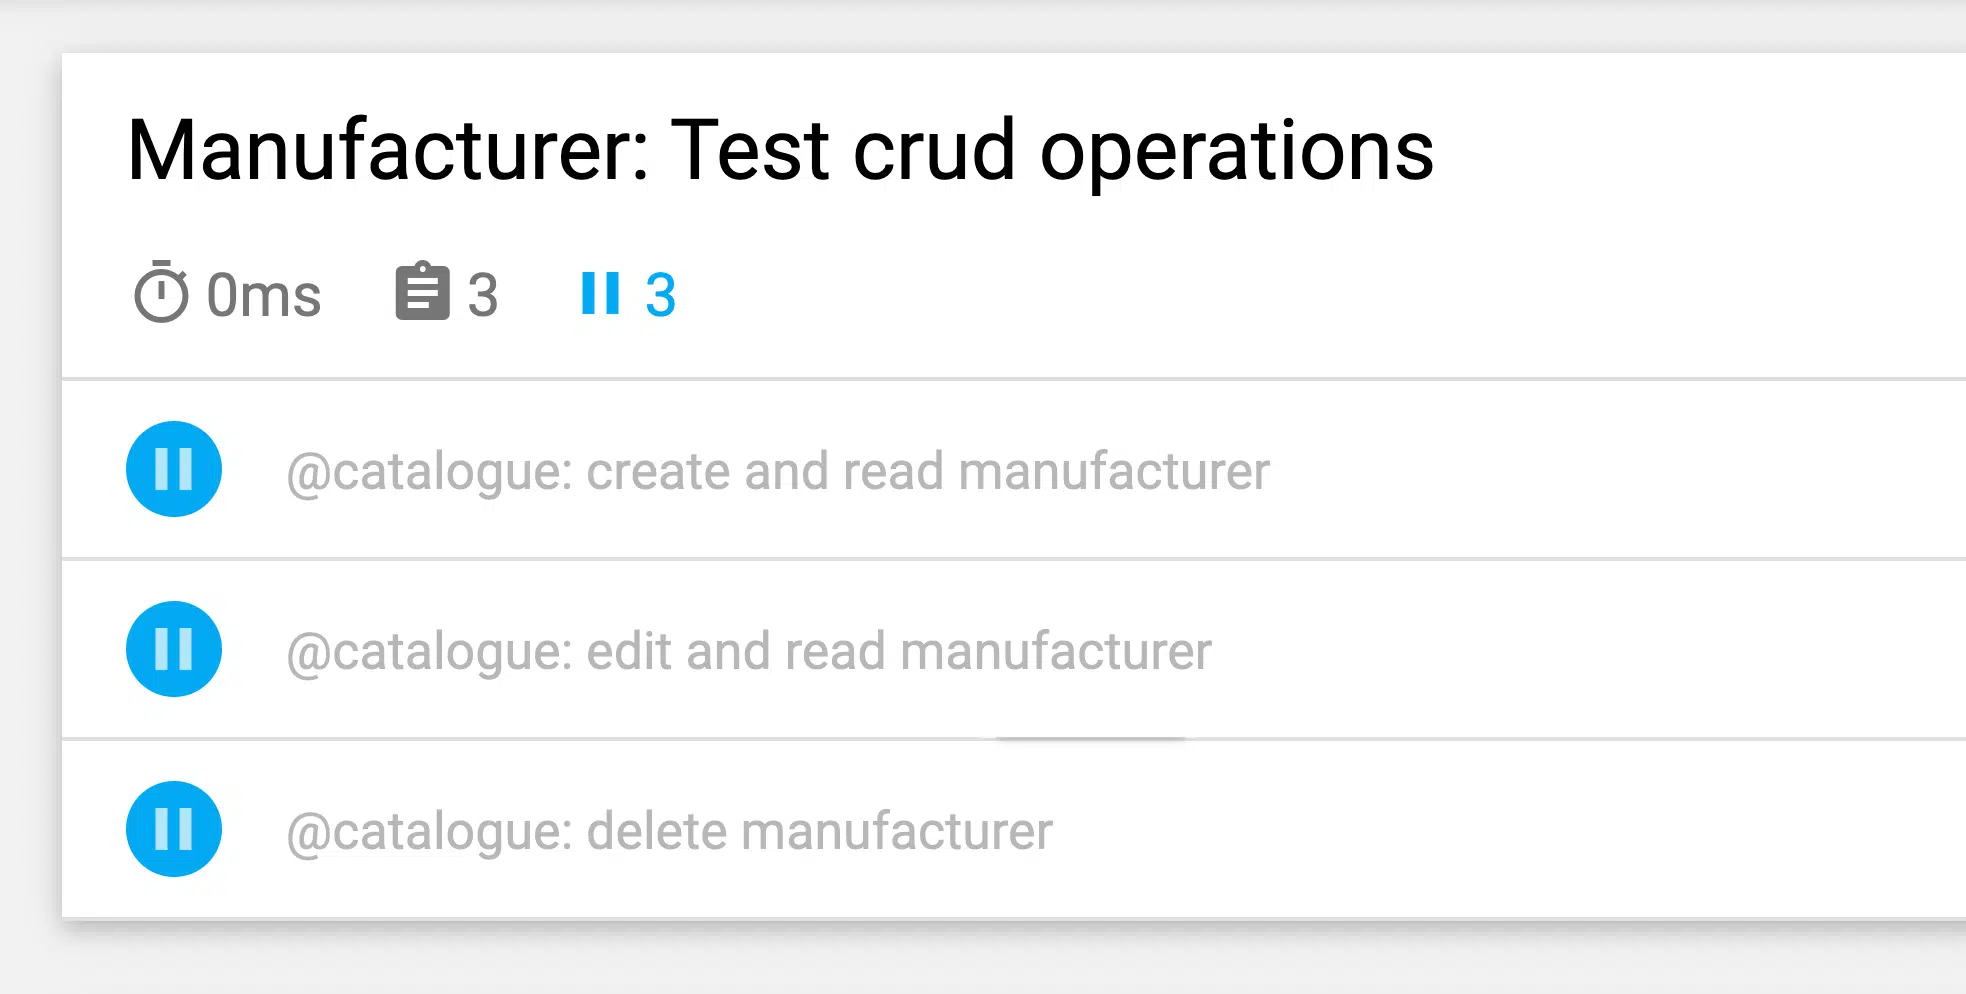 Manufacturer: Test crud operations
0ms 3 3
@catalogue: create and read manufacturer
@catalogue: edit and read manufacturer
@catalogue: delete manufacturer